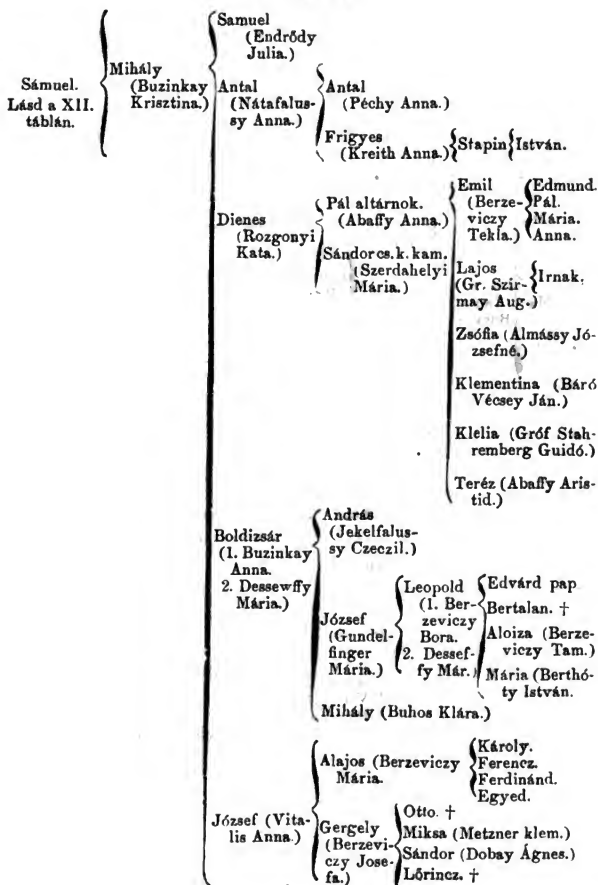 Sámuel.
Lásd a XII.
táblán.
Mihály
(Buzinkay
Krisztina.)
Samuel
(Endrődy
Julia.)
Antal
(Nátafalus-
sy Anna.)
Antal
(Péchy Anna.)
Frigyes
(Kreith Anna.)
Stapin
István.
Dienes
(Rozgonyi
Kata.)
Pál altárnok.
(Abaffy Anna.)
Sándor cs. k. kam.
(Szerdahelyi
Mária.)
Emil
(Berze-
viczy
Tekla.)
Edmund.
Pál.
Mária.
Anna.
Lajos
(Gr. Szir-
may Aug.)
Irnak.
Zsófia (Almássy Jó-
zsefné.)
Klementina (Báró
Vécsey Ján.)
Klelia (Gróf Stah-
remberg Guidó.)
Teréz (Abaffy Aris-
tid.)
Boldizsár
(1. Buzinkay
Anna.
2. Dessewffy
Mária.)
András
(Jekelfalus-
sy Czeczil.)
József
(Gundel-
finger
Mária.)
Leopold
(1. Ber-
zeviczy
Bora.
2. Dessef-
fy Már.)
Edvárd pap
Bertalan. †
Aloiza (Berze-
viczy Tam.)
Mária (Berthó-
ty István.
Mihály (Buhos Klára.)
József (Vita-
lis Anna.)
Alajos (Berzeviczy
Mária.
Károly.
Ferencz.
Ferdinánd.
Egyed.
Gergely
(Berzevi-
czy Jose-
fa.)
Otto. †
Miksa (Metzner klem.)
Sándor (Dobay Ágnes.)
Lőrincz. †